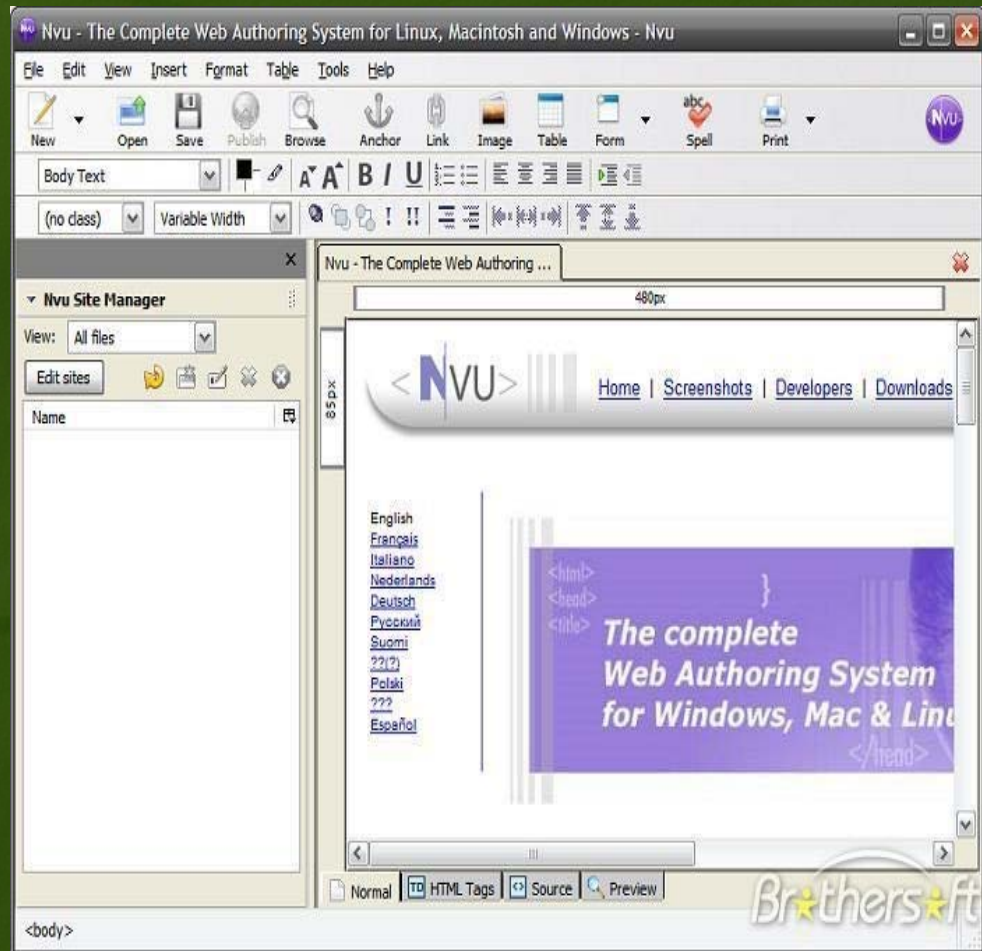 Nvu - The Complete Web Authoring System for Linux, Macintosh and Windows - Nvu
File Edit View Insert Format Table Tools Help
New Open Save Publish Browse Anchor Link Image Table Form Spell Print
NVU
Body Text
(no class) Variable Width
Nvu - The Complete Web Authoring ...
Nvu Site Manager
View: All files
Edit sites
Name
480px
85px
<NVU>
Home | Screenshots | Developers | Downloads
English
Français
Italiano
Nederlands
Deutsch
Русский
Suomi
??(?)
Polski
???
Español
<html>
<head>
<title>
}
The complete
Web Authoring System
for Windows, Mac & Linu
</head>
Normal HTML Tags Source Preview
<body>
Brothersoft